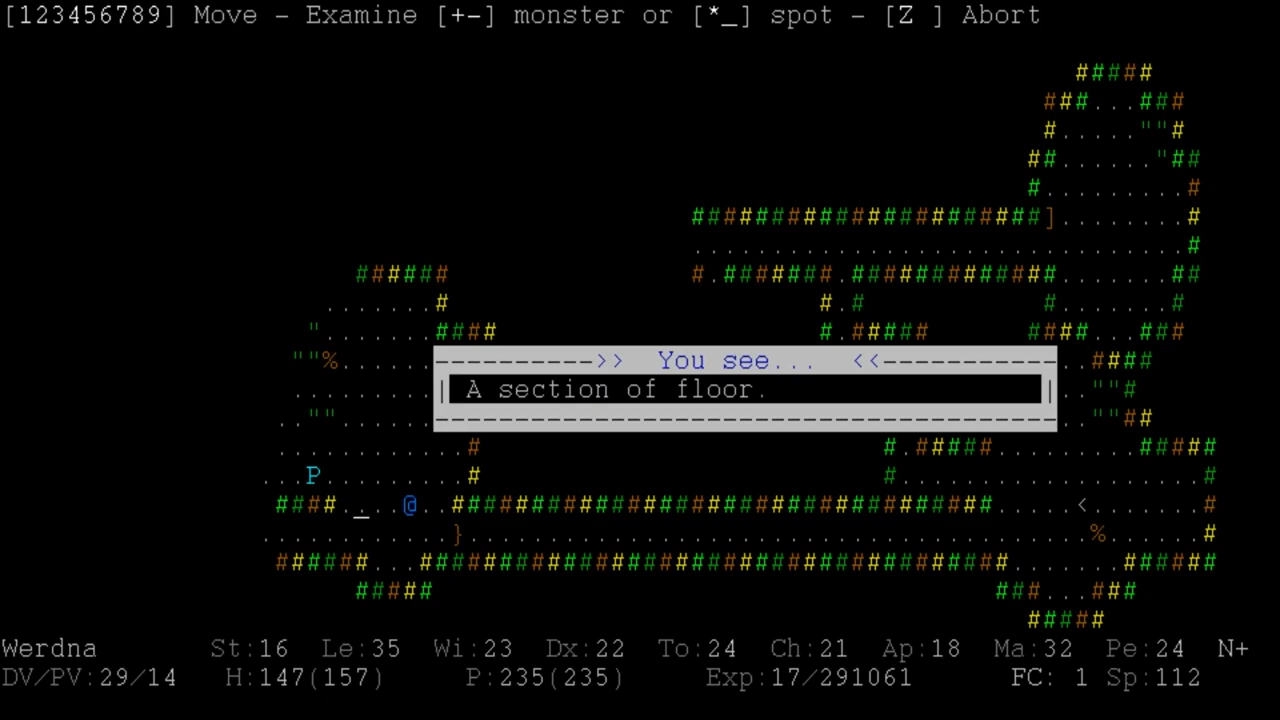 [123456789] Move - Examine [+-] monster or [*_] spot - [Z ] Abort
----------->> You see... <<-----------
A section of floor.
Werdna St:16 Le:35 Wi:23 Dx:22 To:24 Ch:21 Ap:18 Ma:32 Pe:24 N+
DV/PV:29/14 H:147(157) P:235(235) Exp:17/291061 FC: 1 Sp:112